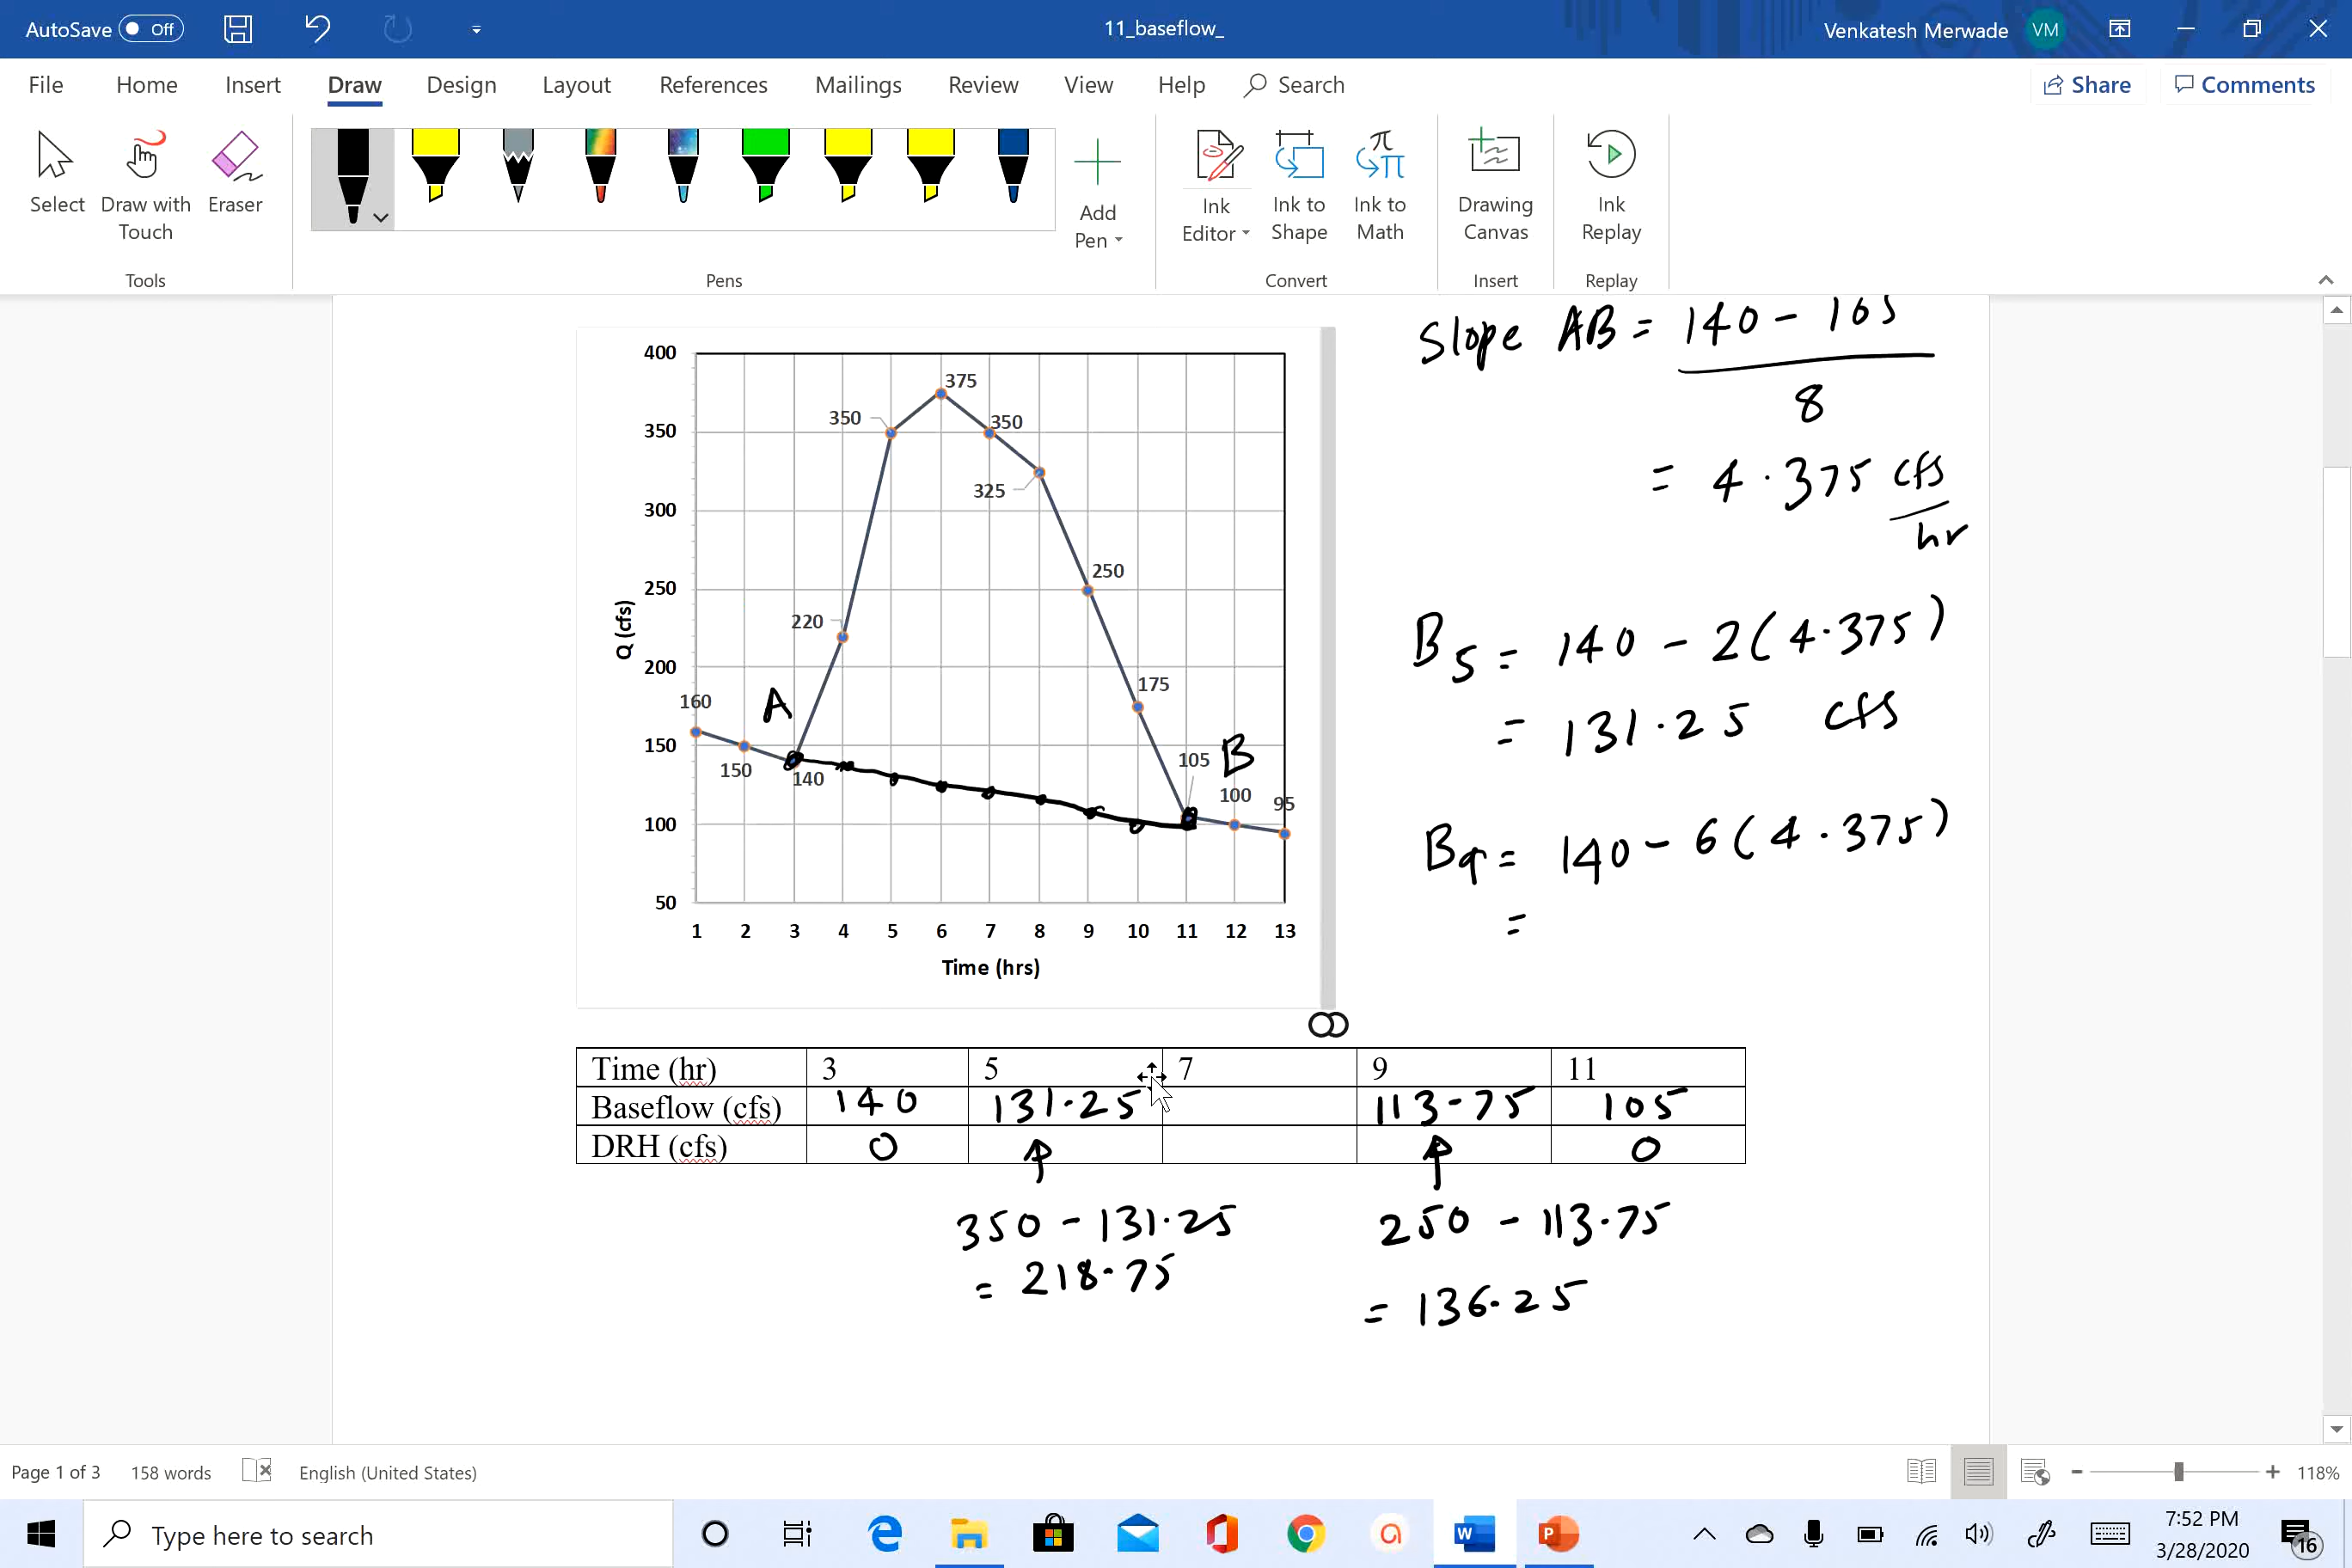 AutoSave Off 11_baseflow_ Venkatesh Merwade VM
File Home Insert Draw Design Layout References Mailings Review View Help Search Share Comments
Select Draw with Touch Eraser Add Pen Ink Editor Ink to Shape π Ink to Math Drawing Canvas Ink Replay
Tools Pens Convert Insert Replay
Slope AB = 140 - 105
8
= 4.375 cfs
hr
B5 = 140 - 2(4.375)
= 131.25 cfs
B9 = 140 - 6(4.375)
=
Q (cfs)
400
350
300
250
200
150
100
50
160
150
140
220
350
375
350
325
250
175
105
100
95
A
B
1 2 3 4 5 6 7 8 9 10 11 12 13
Time (hrs)
Time (hr) 3 5 7 9 11
Baseflow (cfs) 140 131.25 113.75 105
DRH (cfs) 0 0
350 - 131.25 250 - 113.75
= 218.75 = 136.25
Page 1 of 3 158 words English (United States) 118%
Type here to search 7:52 PM
3/28/2020 16